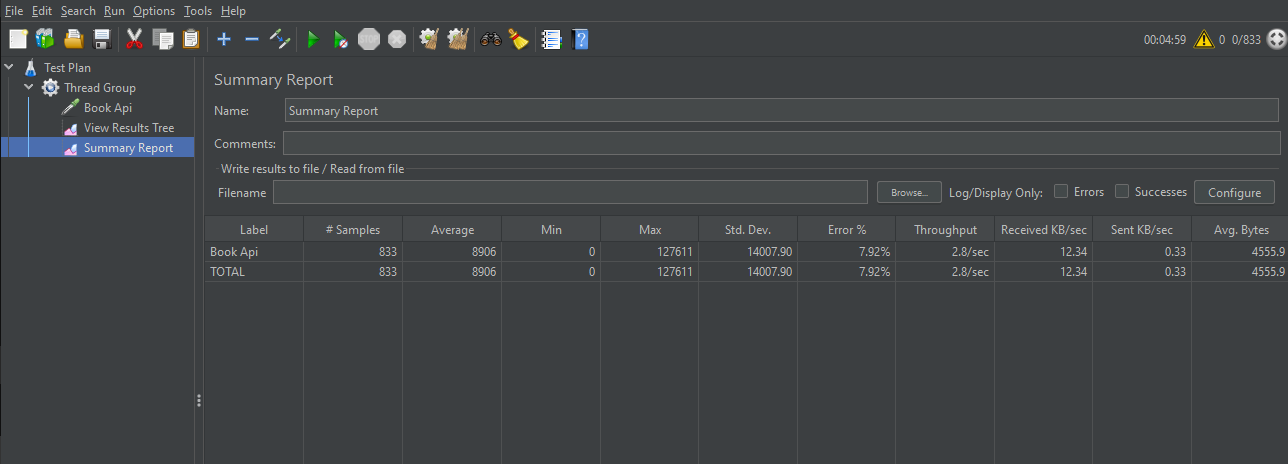 File Edit Search Run Options Tools Help
STOP 00:04:59 0 0/833
Test Plan
Thread Group
Book Api
View Results Tree
Summary Report
Summary Report
Name: Summary Report
Comments:
Write results to file / Read from file
Filename Browse... Log/Display Only: Errors Successes Configure
Label # Samples Average Min Max Std. Dev. Error % Throughput Received KB/sec Sent KB/sec Avg. Bytes
Book Api 833 8906 0 127611 14007.90 7.92% 2.8/sec 12.34 0.33 4555.9
TOTAL 833 8906 0 127611 14007.90 7.92% 2.8/sec 12.34 0.33 4555.9